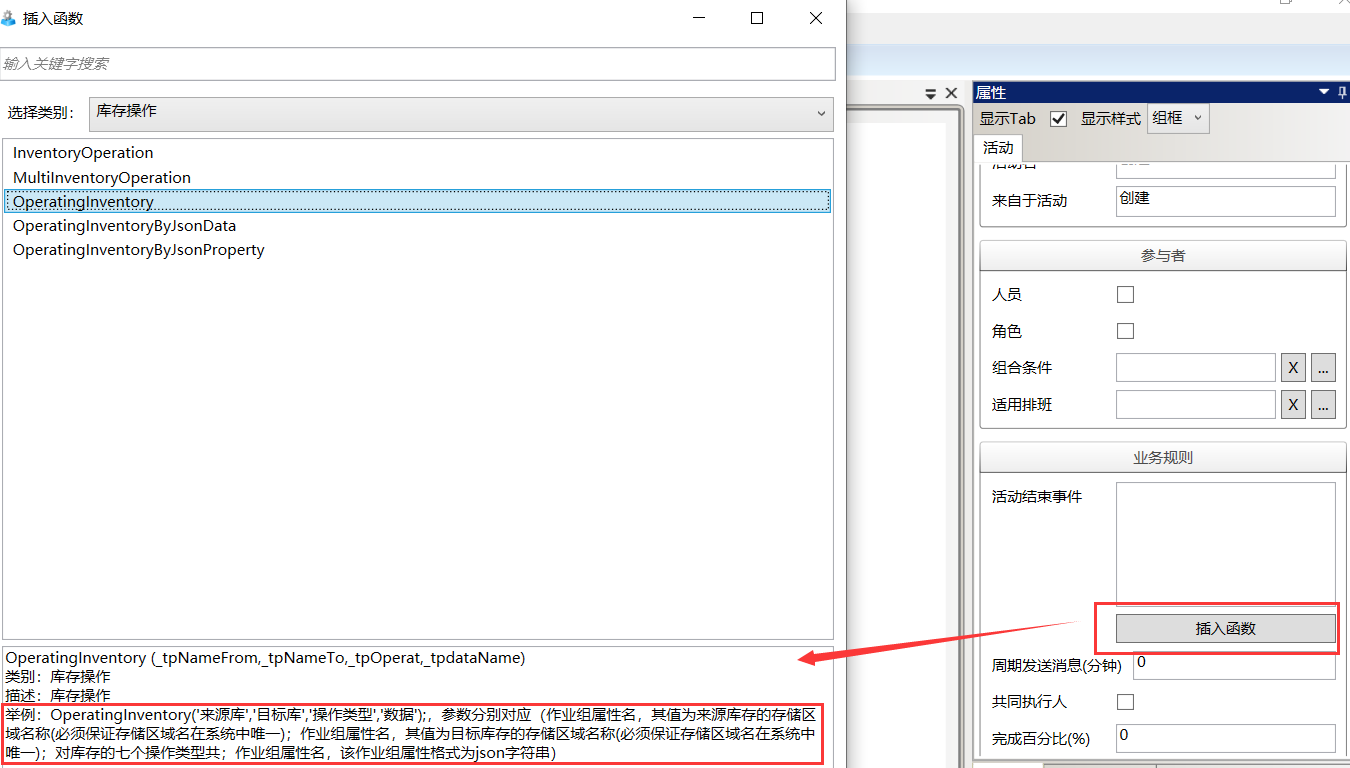 插入函数
输入关键字搜索
选择类别：
库存操作
InventoryOperation
MultiInventoryOperation
OperatingInventory
OperatingInventoryByJsonData
OperatingInventoryByJsonProperty
OperatingInventory (_tpNameFrom,_tpNameTo,_tpOperat,_tpdataName)
类别：库存操作
描述：库存操作
举例：OperatingInventory('来源库','目标库','操作类型','数据');，参数分别对应（作业组属性名，其值为来源库存的存储区
域名称(必须保证存储区域名在系统中唯一)；作业组属性名，其值为目标库存的存储区域名称(必须保证存储区域名在系统中
唯一)；对库存的七个操作类型共；作业组属性名，该作业组属性格式为json字符串）
属性
显示Tab 显示样式 组框
活动
来自于活动 创建
参与者
人员
角色
组合条件 X ...
适用排班 X ...
业务规则
活动结束事件
插入函数
周期发送消息(分钟) 0
共同执行人
完成百分比(%) 0